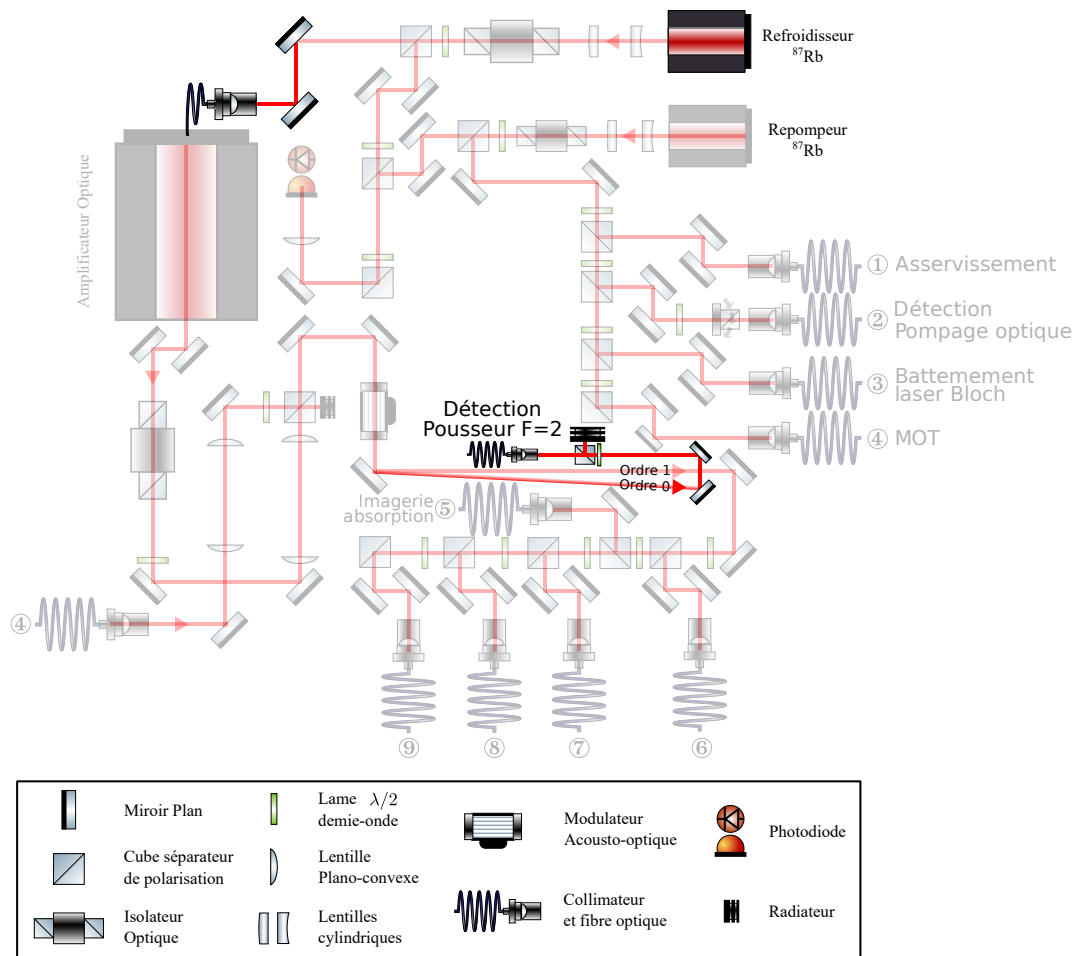 Refroidisseur
⁸⁷Rb
Repompeur
⁸⁷Rb
Amplificateur Optique
① Asservissement
② Détection
Pompage optique
③ Battemement
laser Bloch
④ MOT
Détection
Pousseur F=2
Ordre 1
Ordre 0
Imagerie ⑤
absorption
④
⑨
⑧
⑦
⑥
Miroir Plan
Lame λ/2
demie-onde
Modulateur
Acousto-optique
Photodiode
Cube séparateur
de polarisation
Lentille
Plano-convexe
Collimateur
et fibre optique
Radiateur
Isolateur
Optique
Lentilles
cylindriques